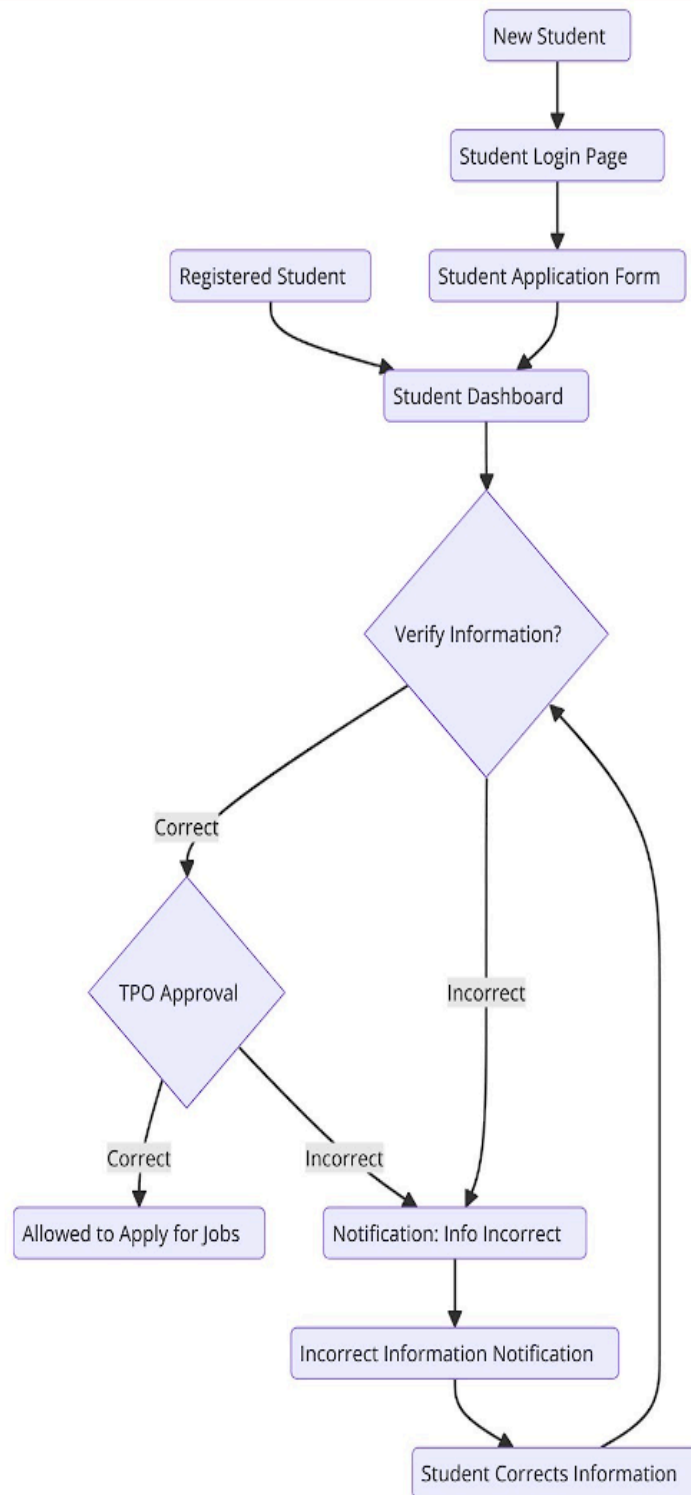 New Student
Student Login Page
Registered Student
Student Application Form
Student Dashboard
Verify Information?
Correct
TPO Approval
Incorrect
Correct
Incorrect
Allowed to Apply for Jobs
Notification: Info Incorrect
Incorrect Information Notification
Student Corrects Information